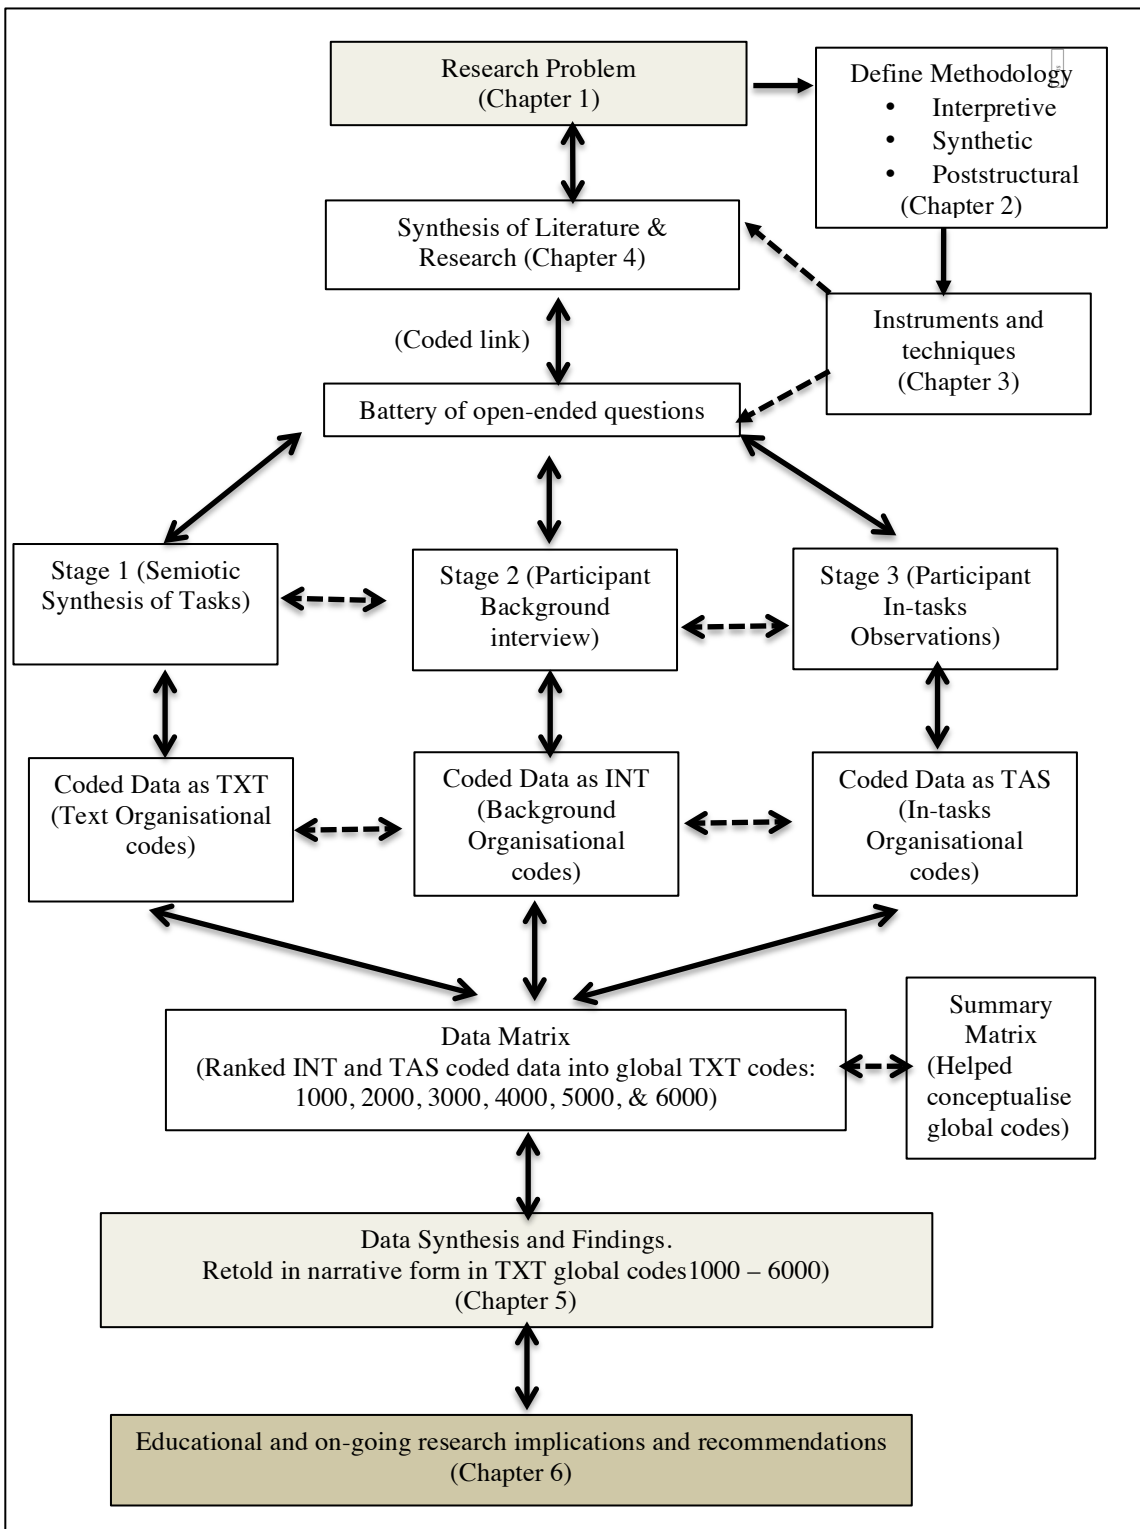 Research Problem
(Chapter 1)
Define Methodology
• Interpretive
• Synthetic
• Poststructural
(Chapter 2)
Synthesis of Literature &
Research (Chapter 4)
Instruments and
techniques
(Chapter 3)
(Coded link)
Battery of open-ended questions
Stage 1 (Semiotic
Synthesis of Tasks)
Stage 2 (Participant
Background
interview)
Stage 3 (Participant
In-tasks
Observations)
Coded Data as TXT
(Text Organisational
codes)
Coded Data as INT
(Background
Organisational
codes)
Coded Data as TAS
(In-tasks
Organisational
codes)
Data Matrix
(Ranked INT and TAS coded data into global TXT codes:
1000, 2000, 3000, 4000, 5000, & 6000)
Summary
Matrix
(Helped
conceptualise
global codes)
Data Synthesis and Findings.
Retold in narrative form in TXT global codes1000 – 6000)
(Chapter 5)
Educational and on-going research implications and recommendations
(Chapter 6)